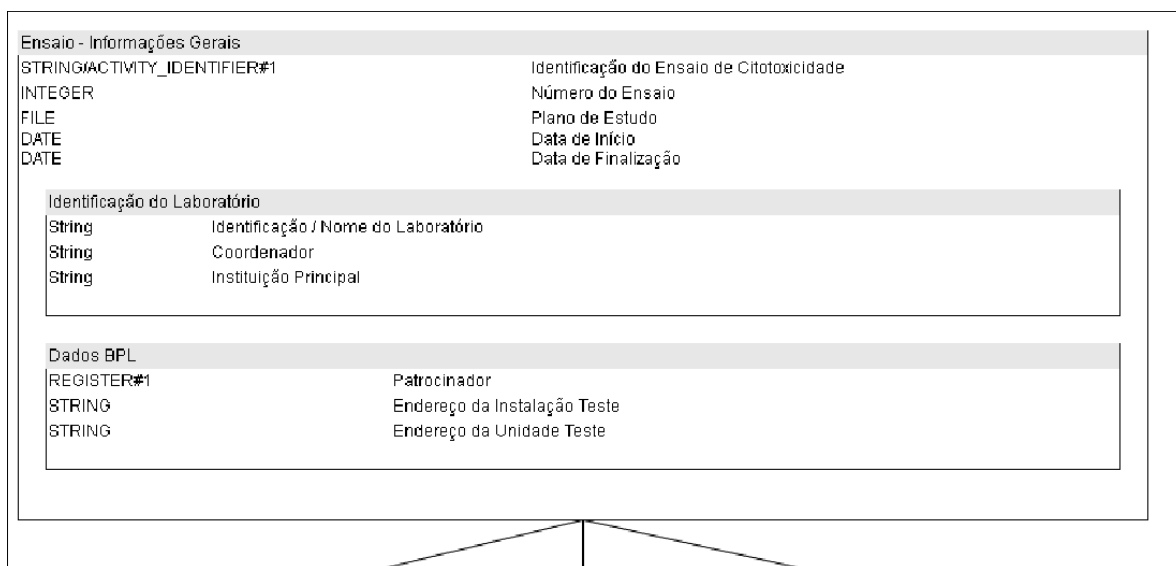 Ensaio - Informações Gerais
STRING/ACTIVITY_IDENTIFIER#1 Identificação do Ensaio de Citotoxicidade
INTEGER Número do Ensaio
FILE Plano de Estudo
DATE Data de Início
DATE Data de Finalização
Identificação do Laboratório
String Identificação / Nome do Laboratório
String Coordenador
String Instituição Principal
Dados BPL
REGISTER#1 Patrocinador
STRING Endereço da Instalação Teste
STRING Endereço da Unidade Teste